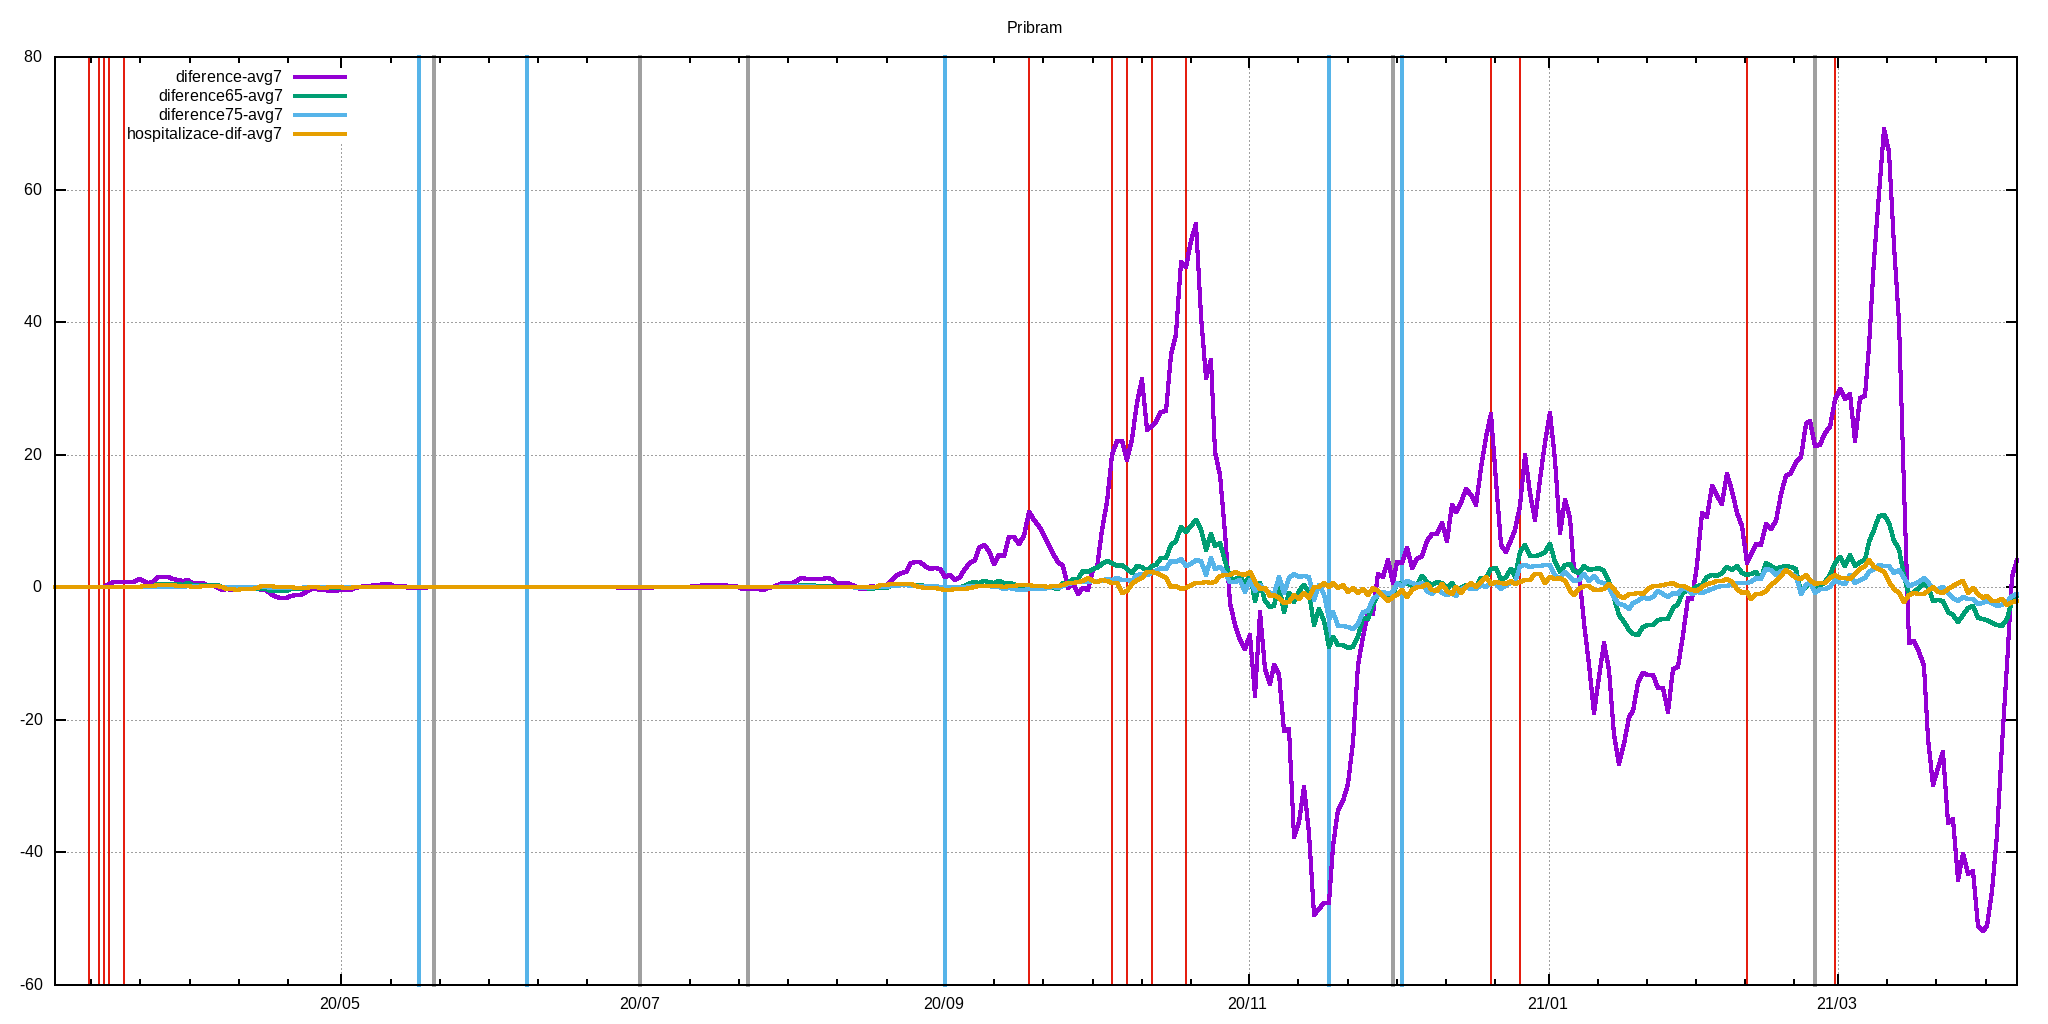 Pribram
80
60
40
20
0
-20
-40
-60
diference-avg7
diference65-avg7
diference75-avg7
hospitalizace-dif-avg7
20/05
20/07
20/09
20/11
21/01
21/03